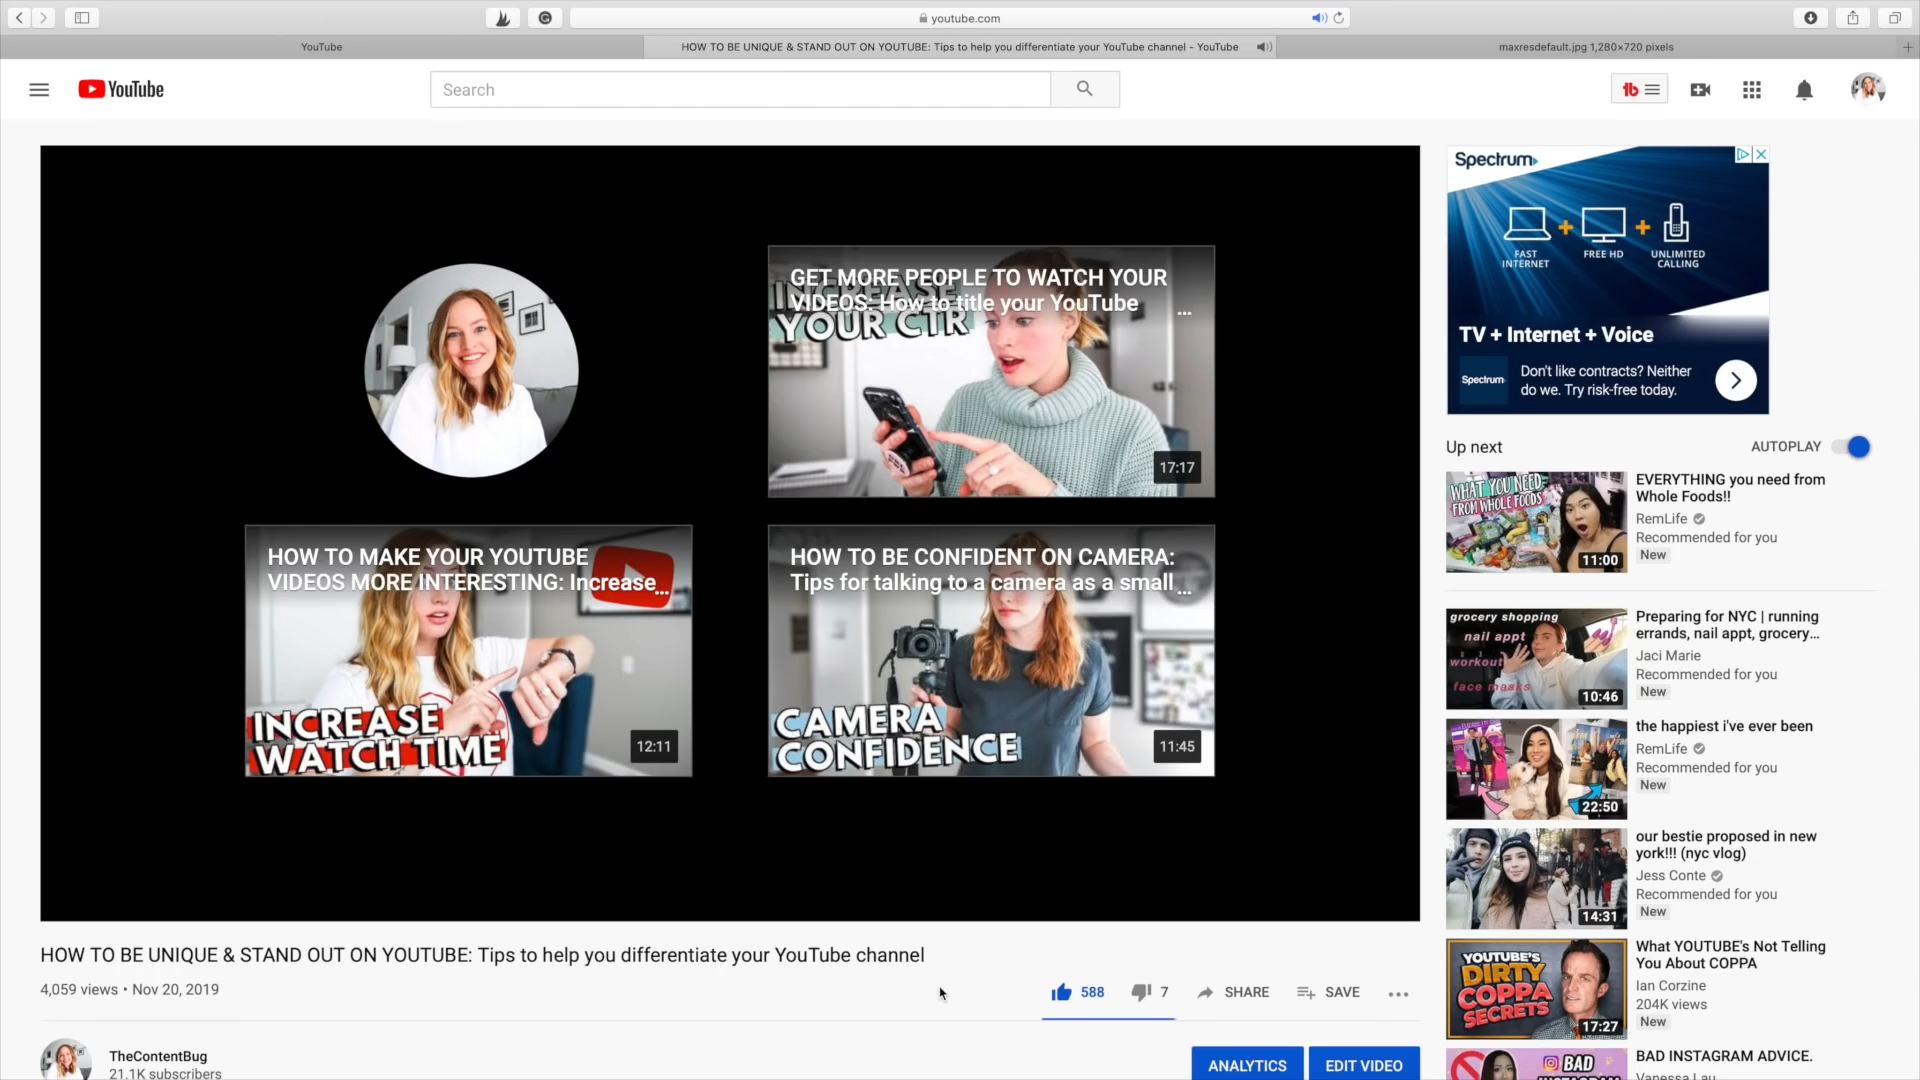 youtube.com
YouTube
HOW TO BE UNIQUE & STAND OUT ON YOUTUBE: Tips to help you differentiate your YouTube channel - YouTube
maxresdefault.jpg 1,280×720 pixels
YouTube
Search
GET MORE PEOPLE TO WATCH YOUR
VIDEOS: How to title your YouTube ...
INCREASE
YOUR CTR
17:17
HOW TO MAKE YOUR YOUTUBE
VIDEOS MORE INTERESTING: Increase...
INCREASE
WATCH TIME
12:11
HOW TO BE CONFIDENT ON CAMERA:
Tips for talking to a camera as a small ...
CAMERA
CONFIDENCE
11:45
HOW TO BE UNIQUE & STAND OUT ON YOUTUBE: Tips to help you differentiate your YouTube channel
4,059 views • Nov 20, 2019
588
7
SHARE
SAVE
TheContentBug
21.1K subscribers
ANALYTICS
EDIT VIDEO
Spectrum
FAST
INTERNET
FREE HD
UNLIMITED
CALLING
TV + Internet + Voice
Spectrum
Don't like contracts? Neither
do we. Try risk-free today.
Up next
AUTOPLAY
WHAT YOU NEED
FROM WHOLE FOODS
11:00
EVERYTHING you need from
Whole Foods!!
RemLife
Recommended for you
New
grocery shopping
nail appt
workout
face masks
10:46
Preparing for NYC | running
errands, nail appt, grocery...
Jaci Marie
Recommended for you
New
22:50
the happiest i've ever been
RemLife
Recommended for you
New
14:31
our bestie proposed in new
york!!! (nyc vlog)
Jess Conte
Recommended for you
New
YOUTUBE'S
DIRTY
COPPA
SECRETS
17:27
What YOUTUBE's Not Telling
You About COPPA
Ian Corzine
204K views
New
BAD
BAD INSTAGRAM ADVICE.
Vanessa Lau